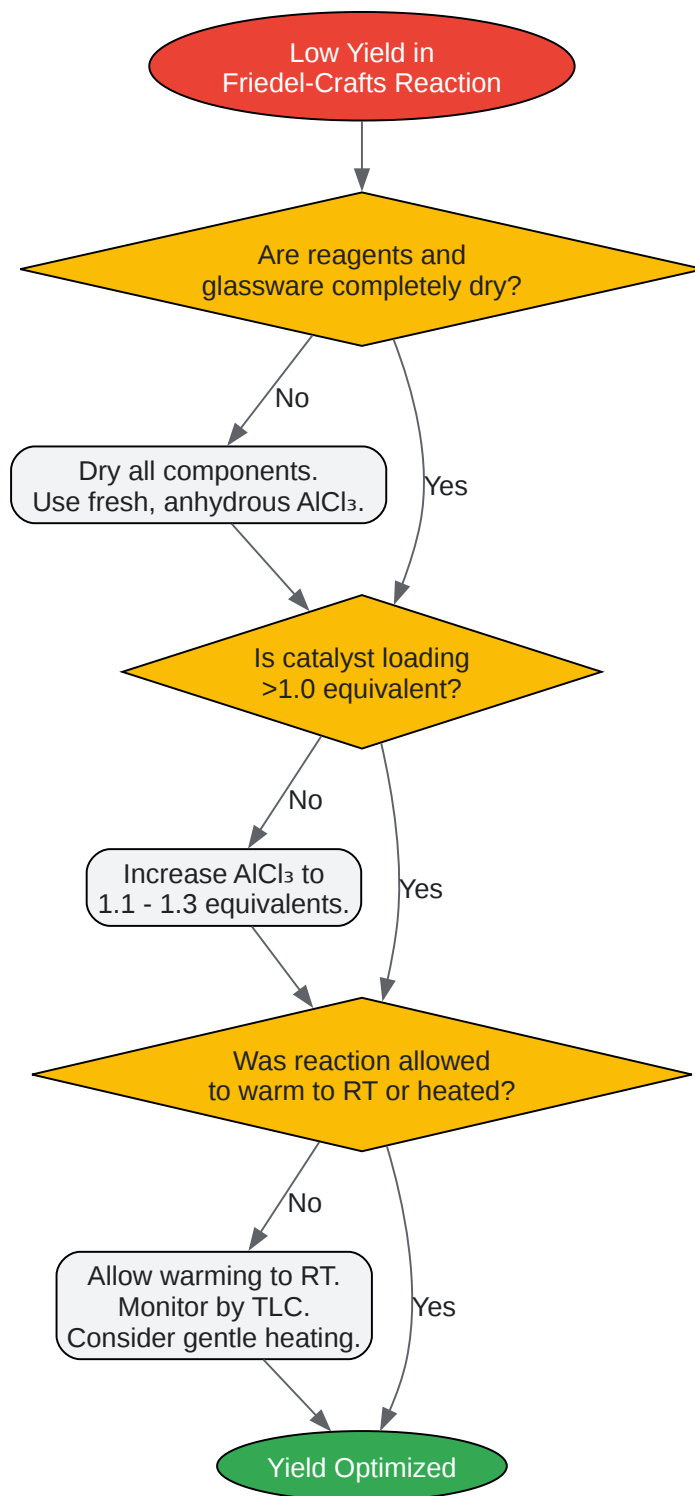 Low Yield in
Friedel-Crafts Reaction
Are reagents and
glassware completely dry?
No
Dry all components.
Use fresh, anhydrous AlCl₃.
Yes
Is catalyst loading
>1.0 equivalent?
No
Increase AlCl₃ to
1.1 - 1.3 equivalents.
Yes
Was reaction allowed
to warm to RT or heated?
No
Allow warming to RT.
Monitor by TLC.
Consider gentle heating.
Yes
Yield Optimized